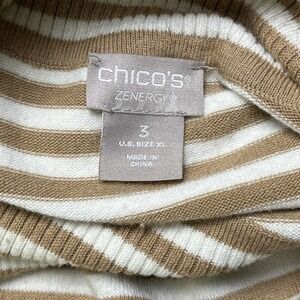 chico's®
ZENERGY®
3
U.S. SIZE XL
MADE IN
CHINA